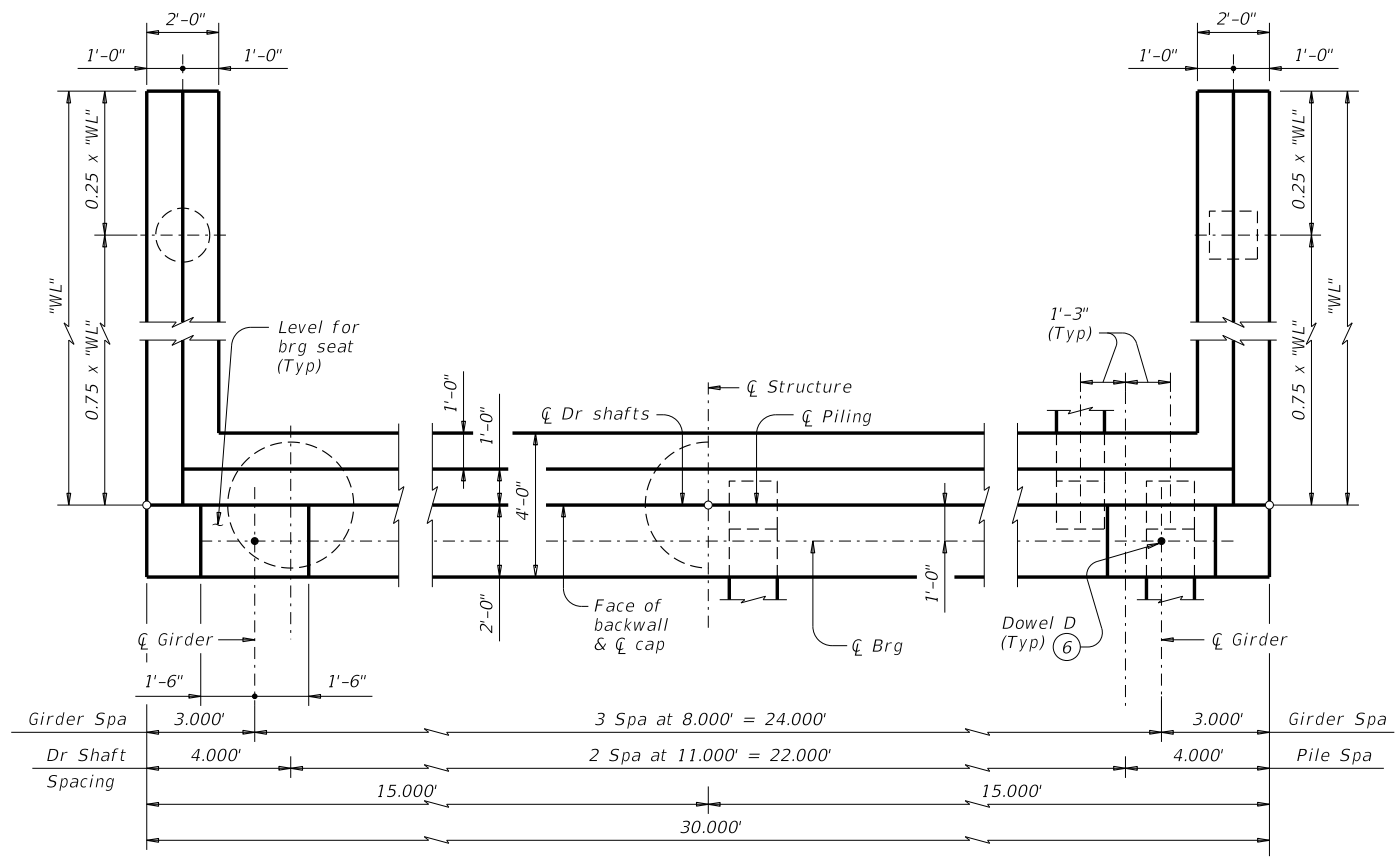 2'-0"
2'-0"
1'-0"
1'-0"
1'-0"
1'-0"
0.25 x "WL"
0.25 x "WL"
"WL"
"WL"
0.75 x "WL"
0.75 x "WL"
Level for
brg seat
(Typ)
1'-3"
(Typ)
1'-0"
1'-0"
℄ Structure
℄ Dr shafts
℄ Piling
4'-0"
2'-0"
1'-0"
Face of
backwall
& ℄ cap
℄ Brg
Dowel D
(Typ) 6
℄ Girder
℄ Girder
1'-6"
1'-6"
Girder Spa
3.000'
3 Spa at 8.000' = 24.000'
3.000'
Girder Spa
Dr Shaft
Spacing
4.000'
2 Spa at 11.000' = 22.000'
4.000'
Pile Spa
15.000'
15.000'
30.000'